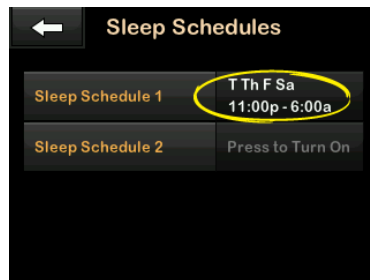 Sleep Schedules
Sleep Schedule 1
T Th F Sa
11:00p - 6:00a
Sleep Schedule 2
Press to Turn On